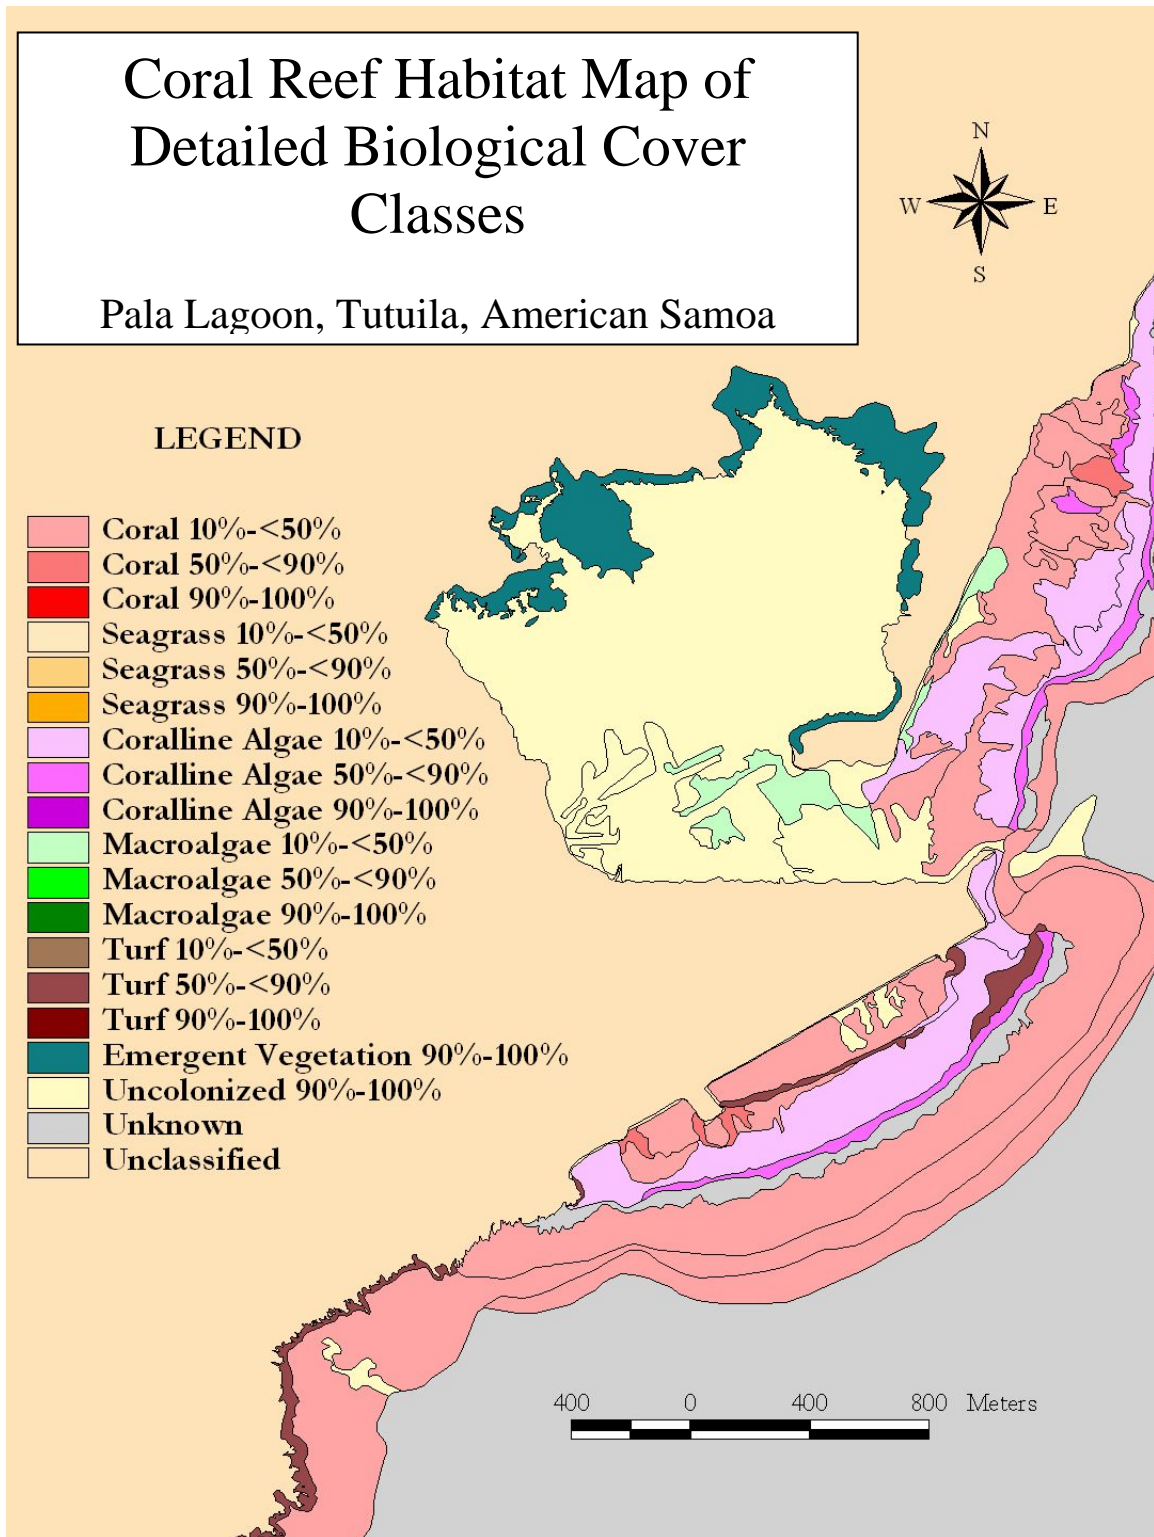 Coral Reef Habitat Map of
Detailed Biological Cover
Classes
Pala Lagoon, Tutuila, American Samoa
N
W E
S
LEGEND
Coral 10%-<50%
Coral 50%-<90%
Coral 90%-100%
Seagrass 10%-<50%
Seagrass 50%-<90%
Seagrass 90%-100%
Coralline Algae 10%-<50%
Coralline Algae 50%-<90%
Coralline Algae 90%-100%
Macroalgae 10%-<50%
Macroalgae 50%-<90%
Macroalgae 90%-100%
Turf 10%-<50%
Turf 50%-<90%
Turf 90%-100%
Emergent Vegetation 90%-100%
Uncolonized 90%-100%
Unknown
Unclassified
400 0 400 800 Meters